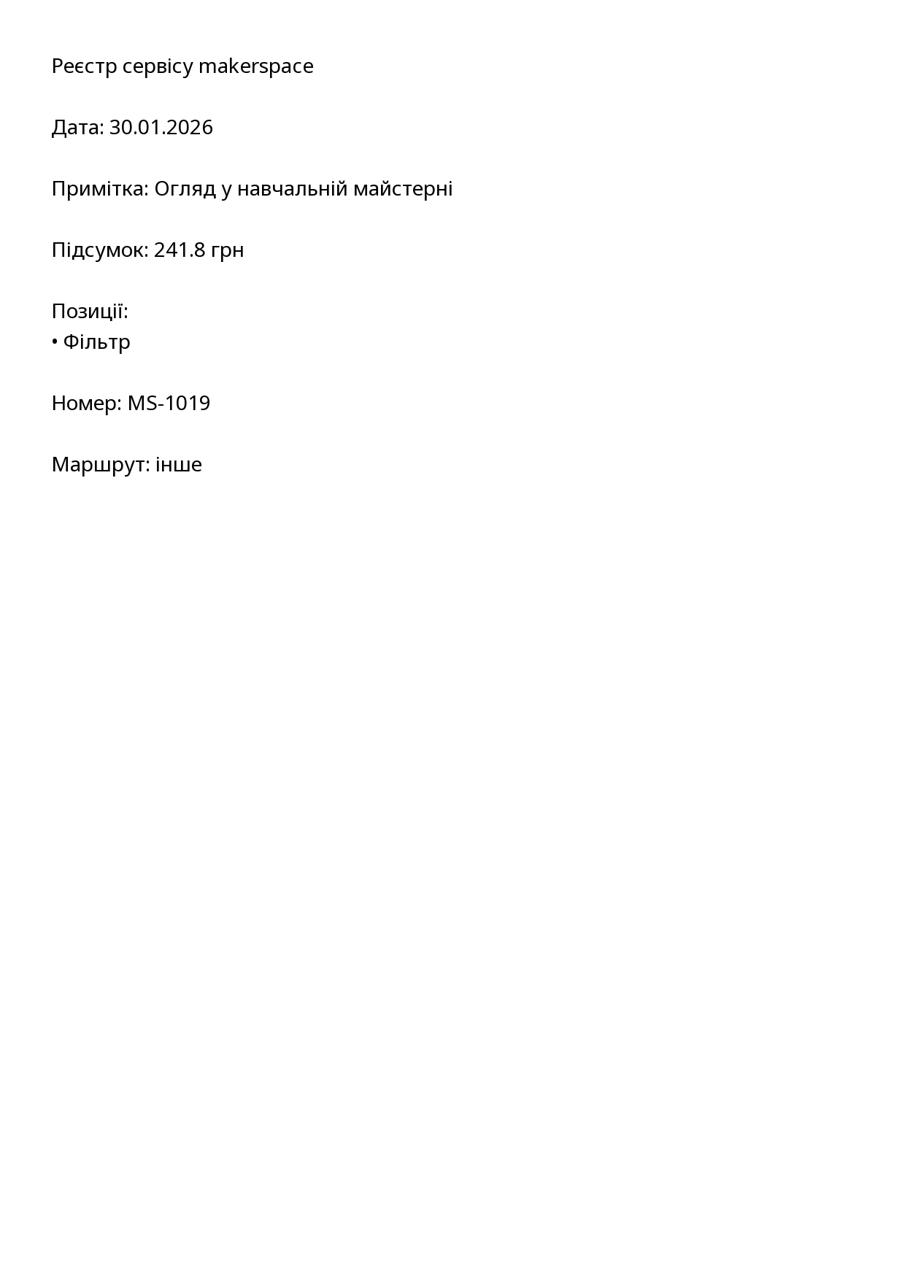 Реєстр сервісу makerspace
Дата: 30.01.2026
Примітка: Огляд у навчальній майстерні
Підсумок: 241.8 грн
Позиції:
• Фільтр
Номер: MS-1019
Маршрут: інше